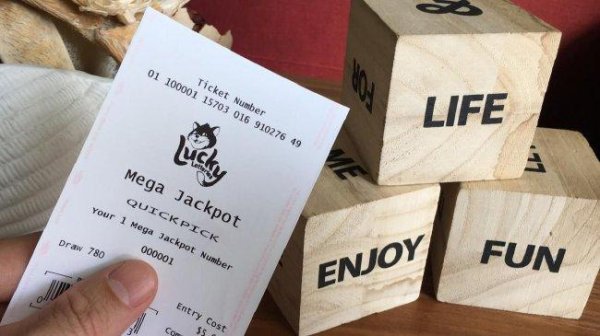 Ticket Number
01 100001 15703 016 910276 49
Lucky
Mega Jackpot
QUICKPICK
Your 1 Mega Jackpot Number
000001
Draw 780
Entry Cost
$5
&
FOR
LIFE
ME
ENJOY
FUN